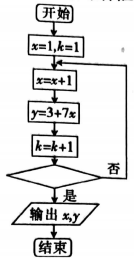 开始
x=1,k=1
x=x+1
y=3+7x
k=k+1
否
是
输出 x,y
结束